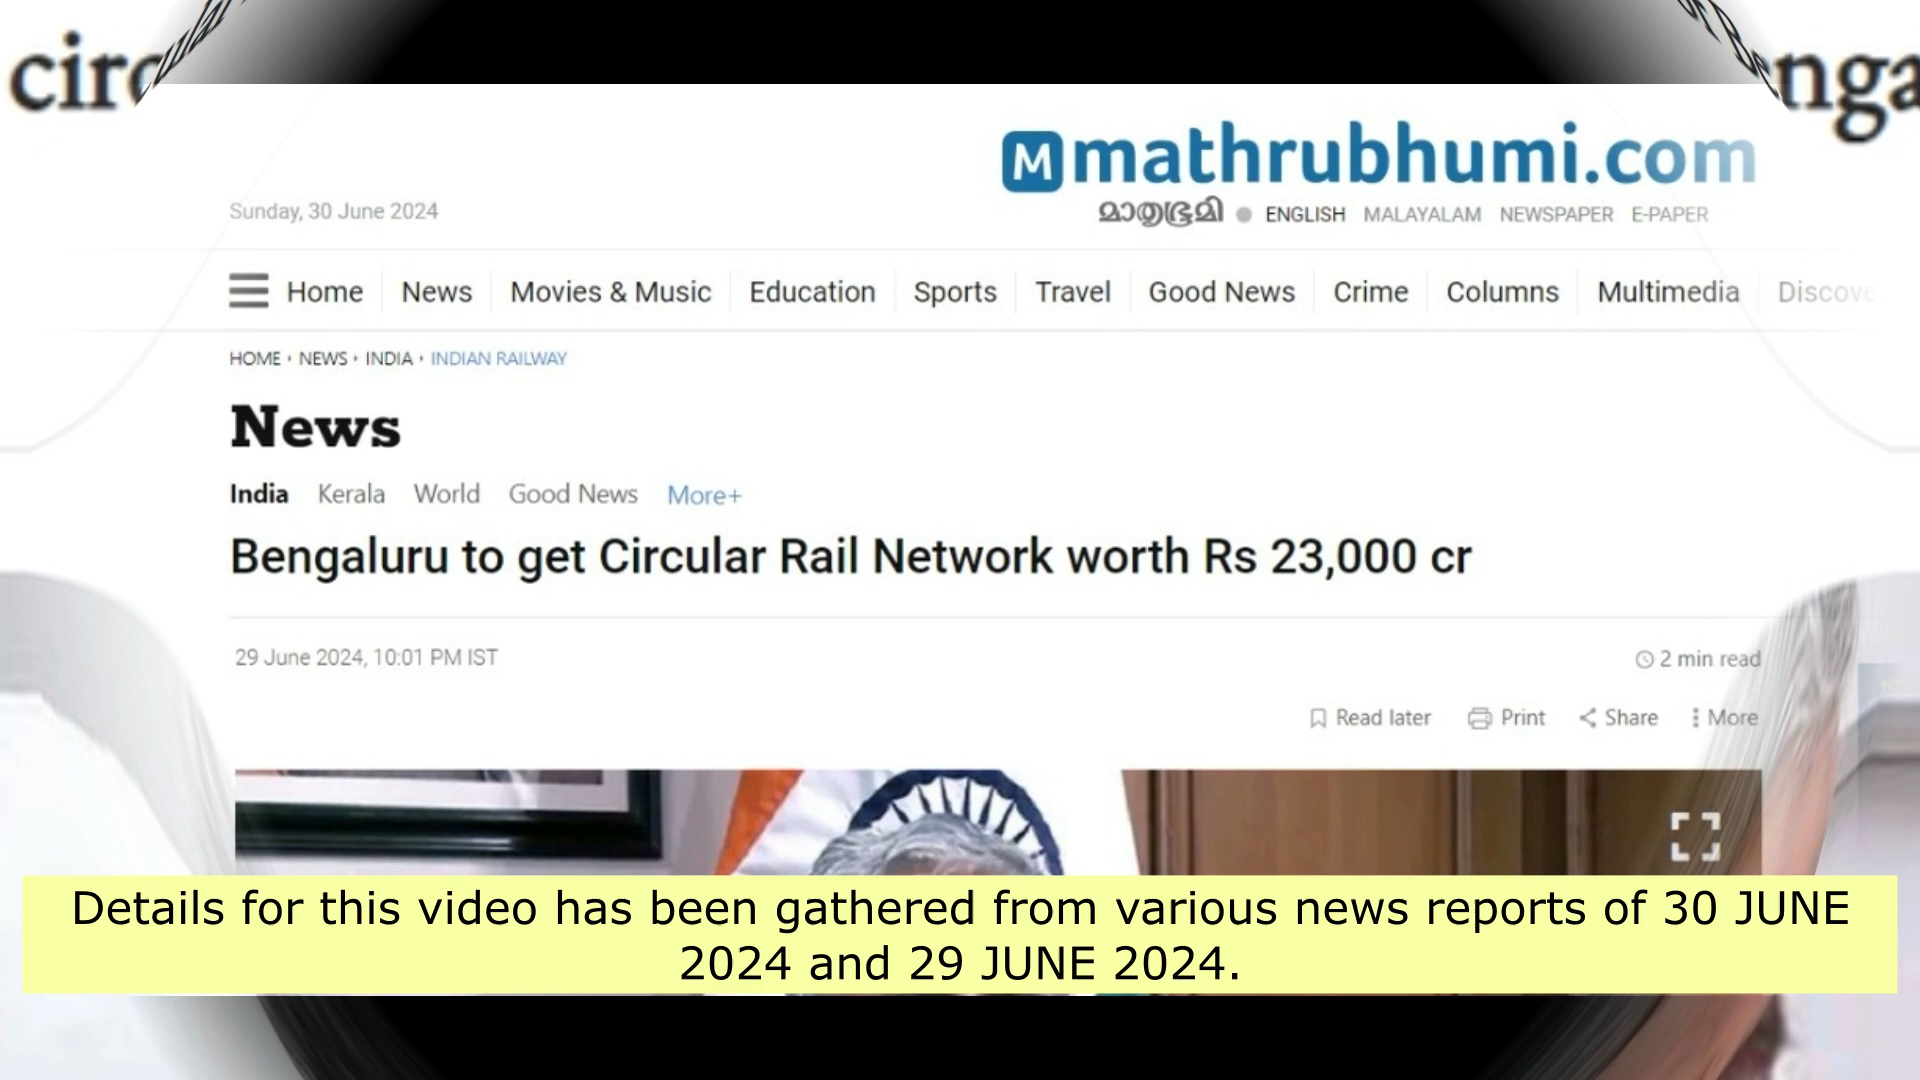 circ
nga
mathrubhumi.com
Sunday, 30 June 2024
മാതൃഭൂമി ENGLISH MALAYALAM NEWSPAPER E-PAPER
Home News Movies & Music Education Sports Travel Good News Crime Columns Multimedia Discove
HOME › NEWS › INDIA › INDIAN RAILWAY
News
India Kerala World Good News More+
Bengaluru to get Circular Rail Network worth Rs 23,000 cr
29 June 2024, 10:01 PM IST
2 min read
Read later Print Share More
Details for this video has been gathered from various news reports of 30 JUNE
2024 and 29 JUNE 2024.